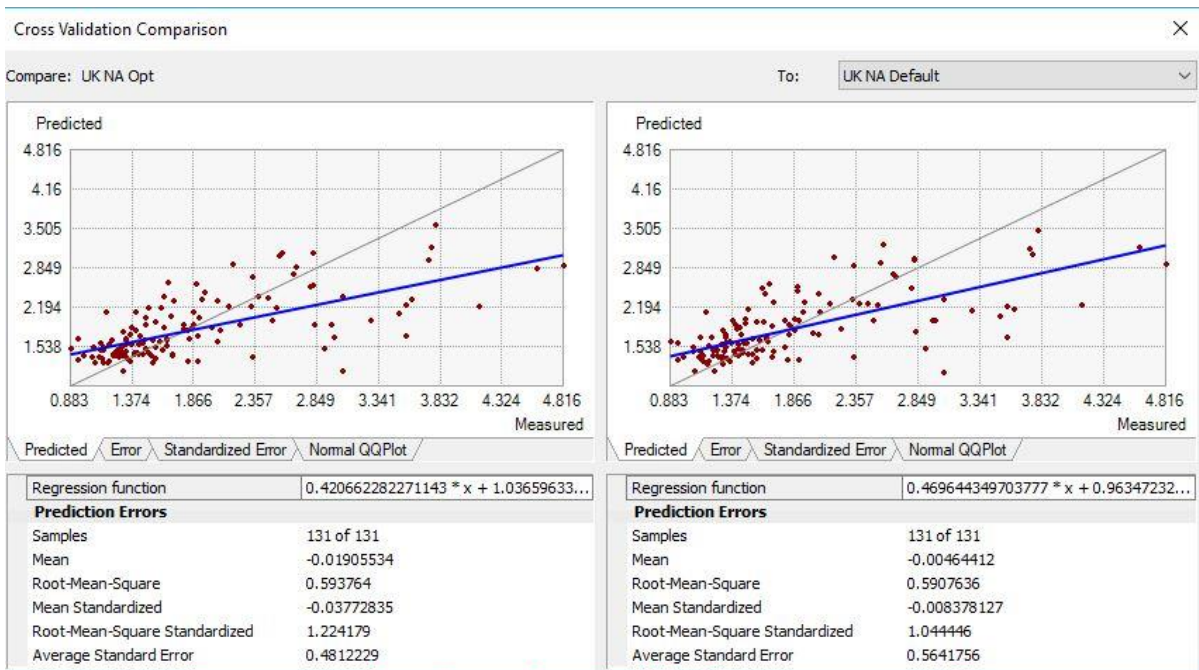 Cross Validation Comparison
Compare: UK NA Opt To: UK NA Default
Predicted
4.816
4.16
3.505
2.849
2.194
1.538
0.883 1.374 1.866 2.357 2.849 3.341 3.832 4.324 4.816
Measured
Predicted Error Standardized Error Normal QQPlot
Regression function 0.420662282271143 * x + 1.03659633...
Prediction Errors
Samples 131 of 131
Mean -0.01905534
Root-Mean-Square 0.593764
Mean Standardized -0.03772835
Root-Mean-Square Standardized 1.224179
Average Standard Error 0.4812229
Predicted
4.816
4.16
3.505
2.849
2.194
1.538
0.883 1.374 1.866 2.357 2.849 3.341 3.832 4.324 4.816
Measured
Predicted Error Standardized Error Normal QQPlot
Regression function 0.469644349703777 * x + 0.96347232...
Prediction Errors
Samples 131 of 131
Mean -0.00464412
Root-Mean-Square 0.5907636
Mean Standardized -0.008378127
Root-Mean-Square Standardized 1.044446
Average Standard Error 0.5641756